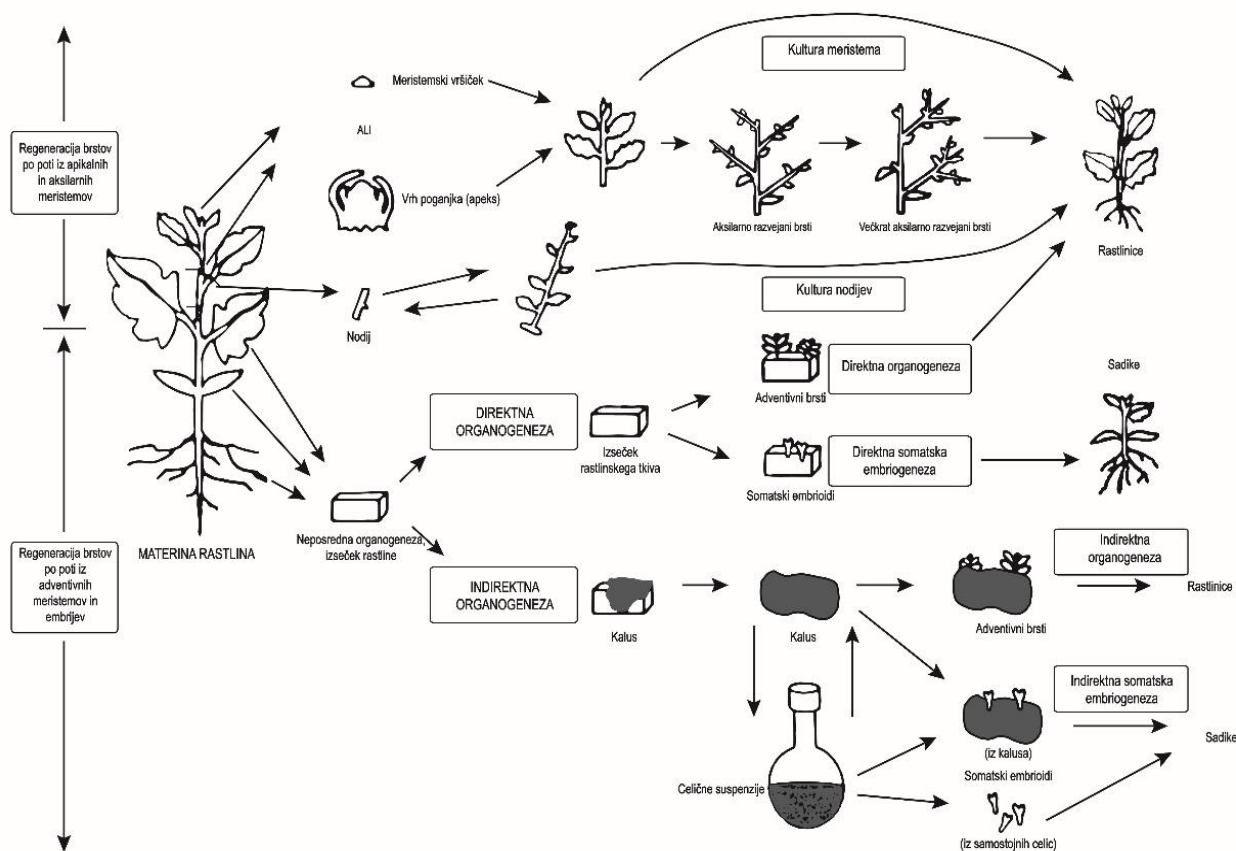 Kultura meristema
Meristemski vršiček
ALI
Regeneracija brstov
po poti iz apikalnih
in aksilarnih
meristemov
Vrh poganjka (apeks)
Aksilarno razvejani brsti
Večkrat aksilarno razvejani brsti
Rastlinice
Kultura nodijev
Nodij
Direktna organogeneza
Sadike
Adventivni brsti
DIREKTNA
ORGANOGENEZA
Izseček
rastlinskega tkiva
Direktna somatska
embriogeneza
Somatski embrioidi
MATERINA RASTLINA
Neposredna organogeneza,
izseček rastline
Regeneracija brstov
po poti iz
adventivnih
meristemov in
embrijev
INDIREKTNA
ORGANOGENEZA
Kalus
Kalus
Indirektna
organogeneza
Rastlinice
Adventivni brsti
Indirektna somatska
embriogeneza
(iz kalusa)
Sadike
Somatski embrioidi
Celične suspenzije
(iz samostojnih celic)